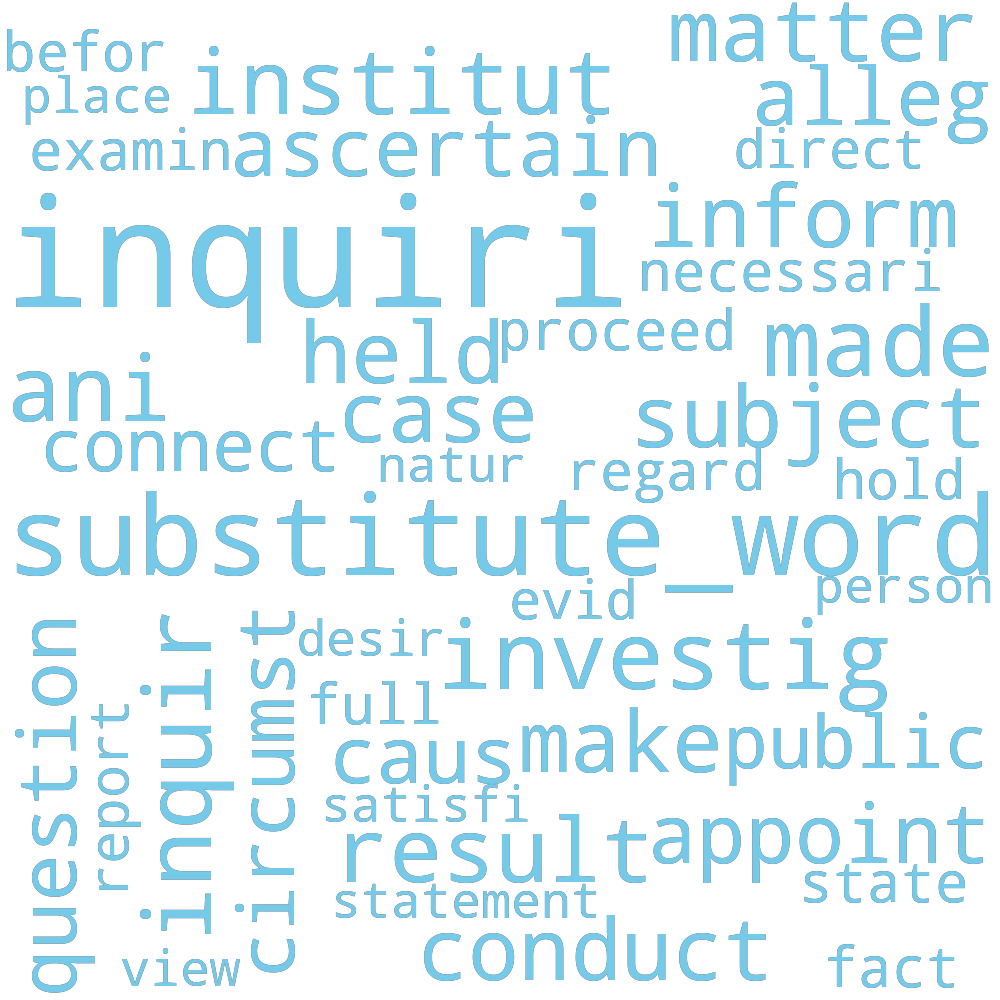 matter
befor
institut
alleg
place
ascertain
direct
examin
inquiri
inform
necessari
held
proceed
made
ani
case
subject
connect
natur
regard
hold
substitute_word
person
evid
question
inquir
circumst
desir
investig
report
full
caus
make
public
satisfi
result
appoint
state
statement
view
conduct
fact